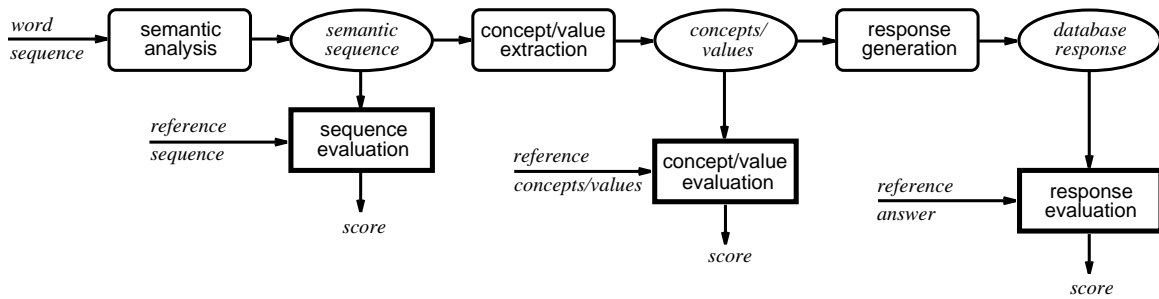 word
sequence
semantic
analysis
semantic
sequence
concept/value
extraction
concepts/
values
response
generation
database
response
reference
sequence
sequence
evaluation
score
reference
concepts/values
concept/value
evaluation
score
reference
answer
response
evaluation
score